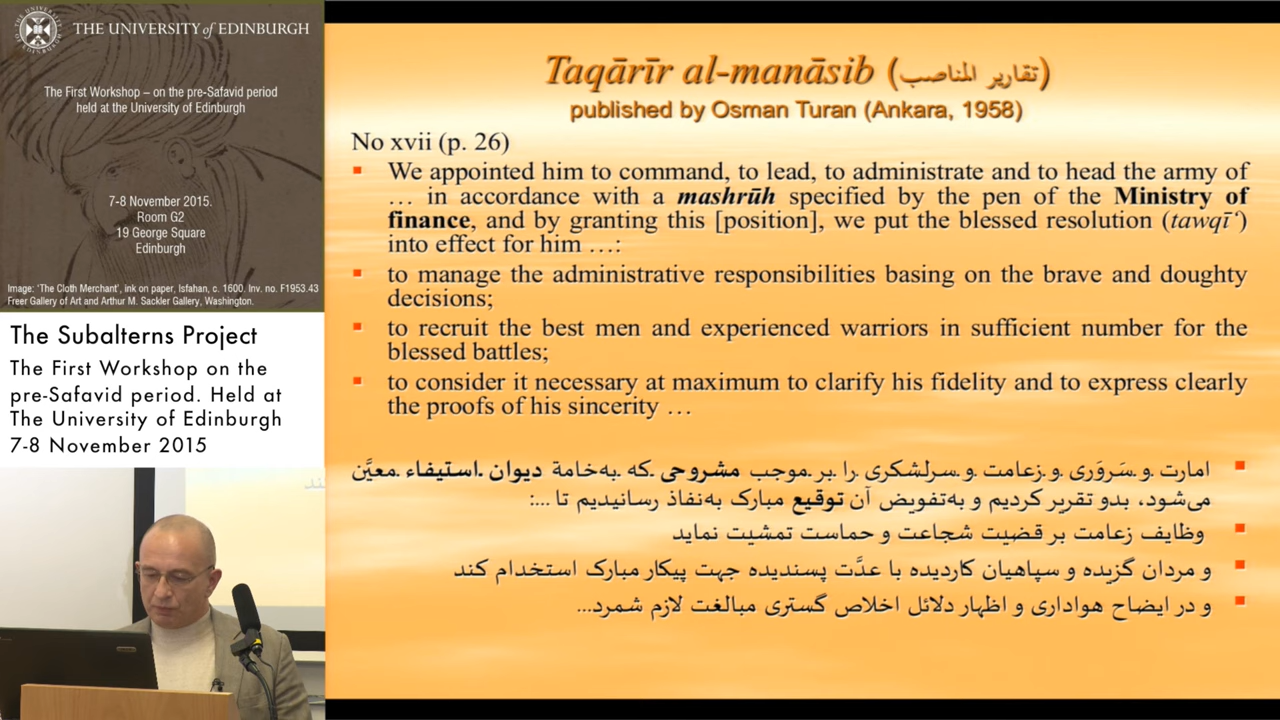 THE UNIVERSITY of EDINBURGH
The First Workshop – on the pre-Safavid period
held at the University of Edinburgh
7-8 November 2015.
Room G2
19 George Square
Edinburgh
Image: 'The Cloth Merchant', ink on paper, Isfahan, c. 1600. Inv. no. F1953.43
Freer Gallery of Art and Arthur M. Sackler Gallery, Washington.
The Subalterns Project
The First Workshop on the
pre-Safavid period. Held at
The University of Edinburgh
7-8 November 2015
Taqārīr al-manāsib (تقارير المناصب)
published by Osman Turan (Ankara, 1958)
No xvii (p. 26)
▪ We appointed him to command, to lead, to administrate and to head the army of
… in accordance with a mashrūh specified by the pen of the Ministry of
finance, and by granting this [position], we put the blessed resolution (tawqī‘)
into effect for him …:
▪ to manage the administrative responsibilities basing on the brave and doughty
decisions;
▪ to recruit the best men and experienced warriors in sufficient number for the
blessed battles;
▪ to consider it necessary at maximum to clarify his fidelity and to express clearly
the proofs of his sincerity …
▪ امارت و سَروَری و زعامت و سرلشکری را بر موجب مشروحی که به‌خامهٔ دیوان استیفاء معیَّن
می‌شود، بدو تقریر کردیم و به‌تفویض آن توقیع مبارک به‌نفاذ رسانیدیم تا ...:
▪ وظایف زعامت بر قضیت شجاعت و حماست تمشیت نماید
▪ و مردان گزیده و سپاهیان کاردیده با عدَّت پسندیده جهت پیکار مبارک استخدام کند
▪ و در ایضاح هواداری و اظهار دلائل اخلاص گستری مبالغت لازم شمرد...